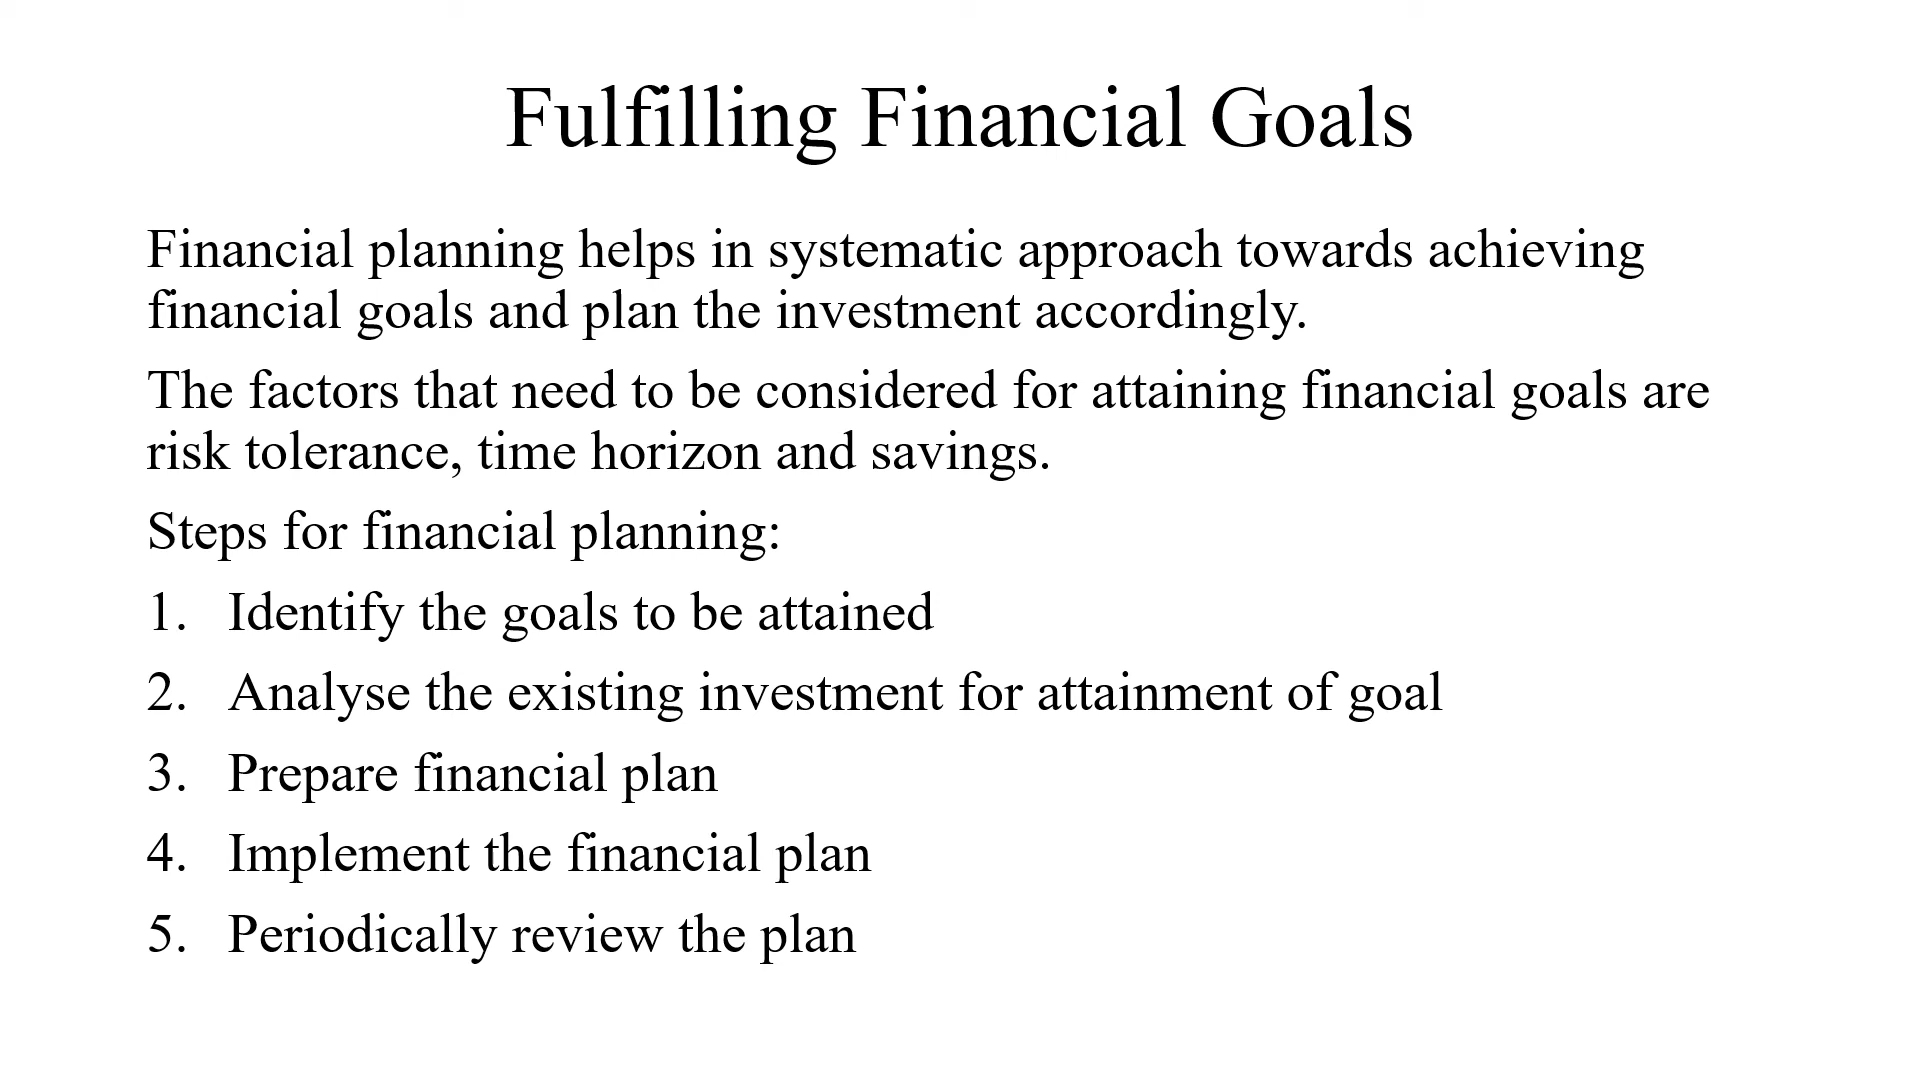 Fulfilling Financial Goals
Financial planning helps in systematic approach towards achieving
financial goals and plan the investment accordingly.
The factors that need to be considered for attaining financial goals are
risk tolerance, time horizon and savings.
Steps for financial planning:
1. Identify the goals to be attained
2. Analyse the existing investment for attainment of goal
3. Prepare financial plan
4. Implement the financial plan
5. Periodically review the plan